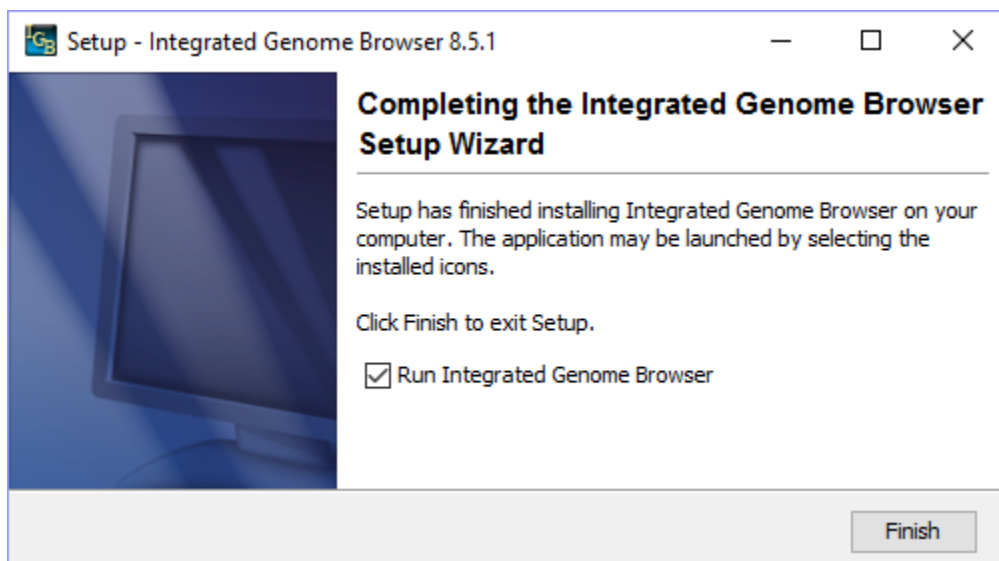 IGB Setup - Integrated Genome Browser 8.5.1
Completing the Integrated Genome Browser
Setup Wizard
Setup has finished installing Integrated Genome Browser on your
computer. The application may be launched by selecting the
installed icons.
Click Finish to exit Setup.
Run Integrated Genome Browser
Finish